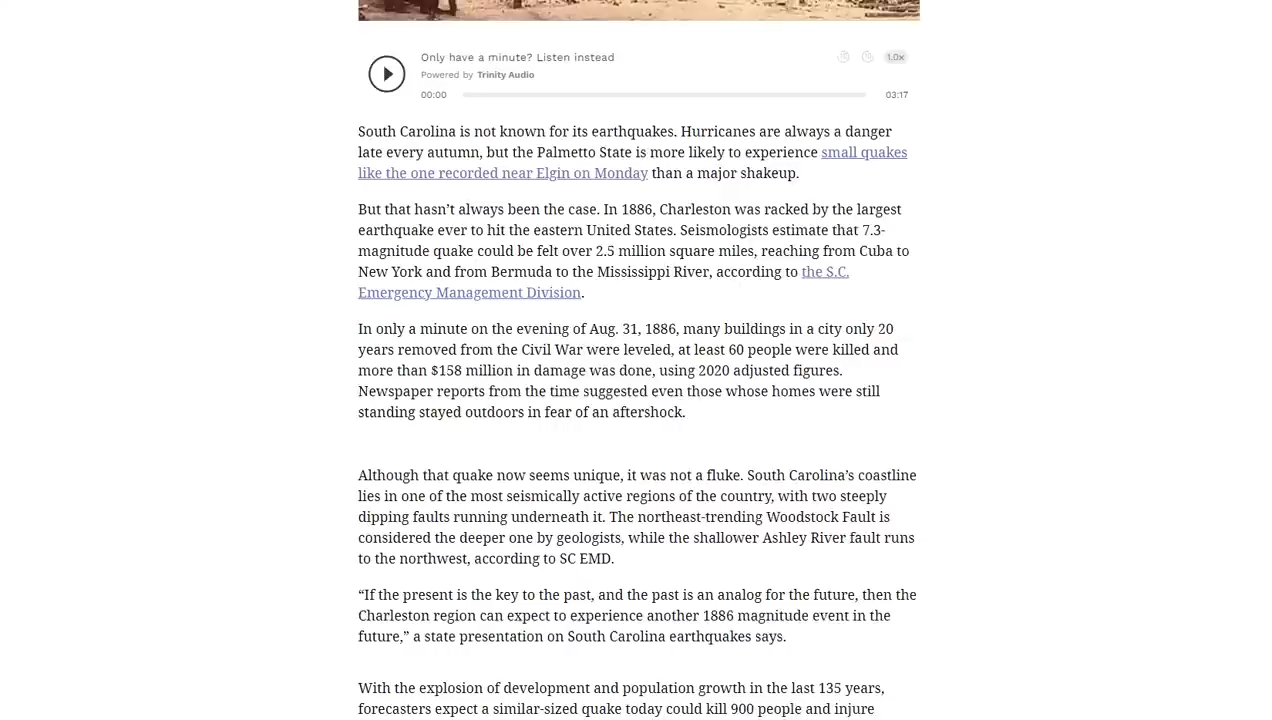 Only have a minute? Listen instead
1.0x
Powered by Trinity Audio
00:00
03:17
South Carolina is not known for its earthquakes. Hurricanes are always a danger
late every autumn, but the Palmetto State is more likely to experience small quakes
like the one recorded near Elgin on Monday than a major shakeup.
But that hasn’t always been the case. In 1886, Charleston was racked by the largest
earthquake ever to hit the eastern United States. Seismologists estimate that 7.3-
magnitude quake could be felt over 2.5 million square miles, reaching from Cuba to
New York and from Bermuda to the Mississippi River, according to the S.C.
Emergency Management Division.
In only a minute on the evening of Aug. 31, 1886, many buildings in a city only 20
years removed from the Civil War were leveled, at least 60 people were killed and
more than $158 million in damage was done, using 2020 adjusted figures.
Newspaper reports from the time suggested even those whose homes were still
standing stayed outdoors in fear of an aftershock.
Although that quake now seems unique, it was not a fluke. South Carolina’s coastline
lies in one of the most seismically active regions of the country, with two steeply
dipping faults running underneath it. The northeast-trending Woodstock Fault is
considered the deeper one by geologists, while the shallower Ashley River fault runs
to the northwest, according to SC EMD.
“If the present is the key to the past, and the past is an analog for the future, then the
Charleston region can expect to experience another 1886 magnitude event in the
future,” a state presentation on South Carolina earthquakes says.
With the explosion of development and population growth in the last 135 years,
forecasters expect a similar-sized quake today could kill 900 people and injure